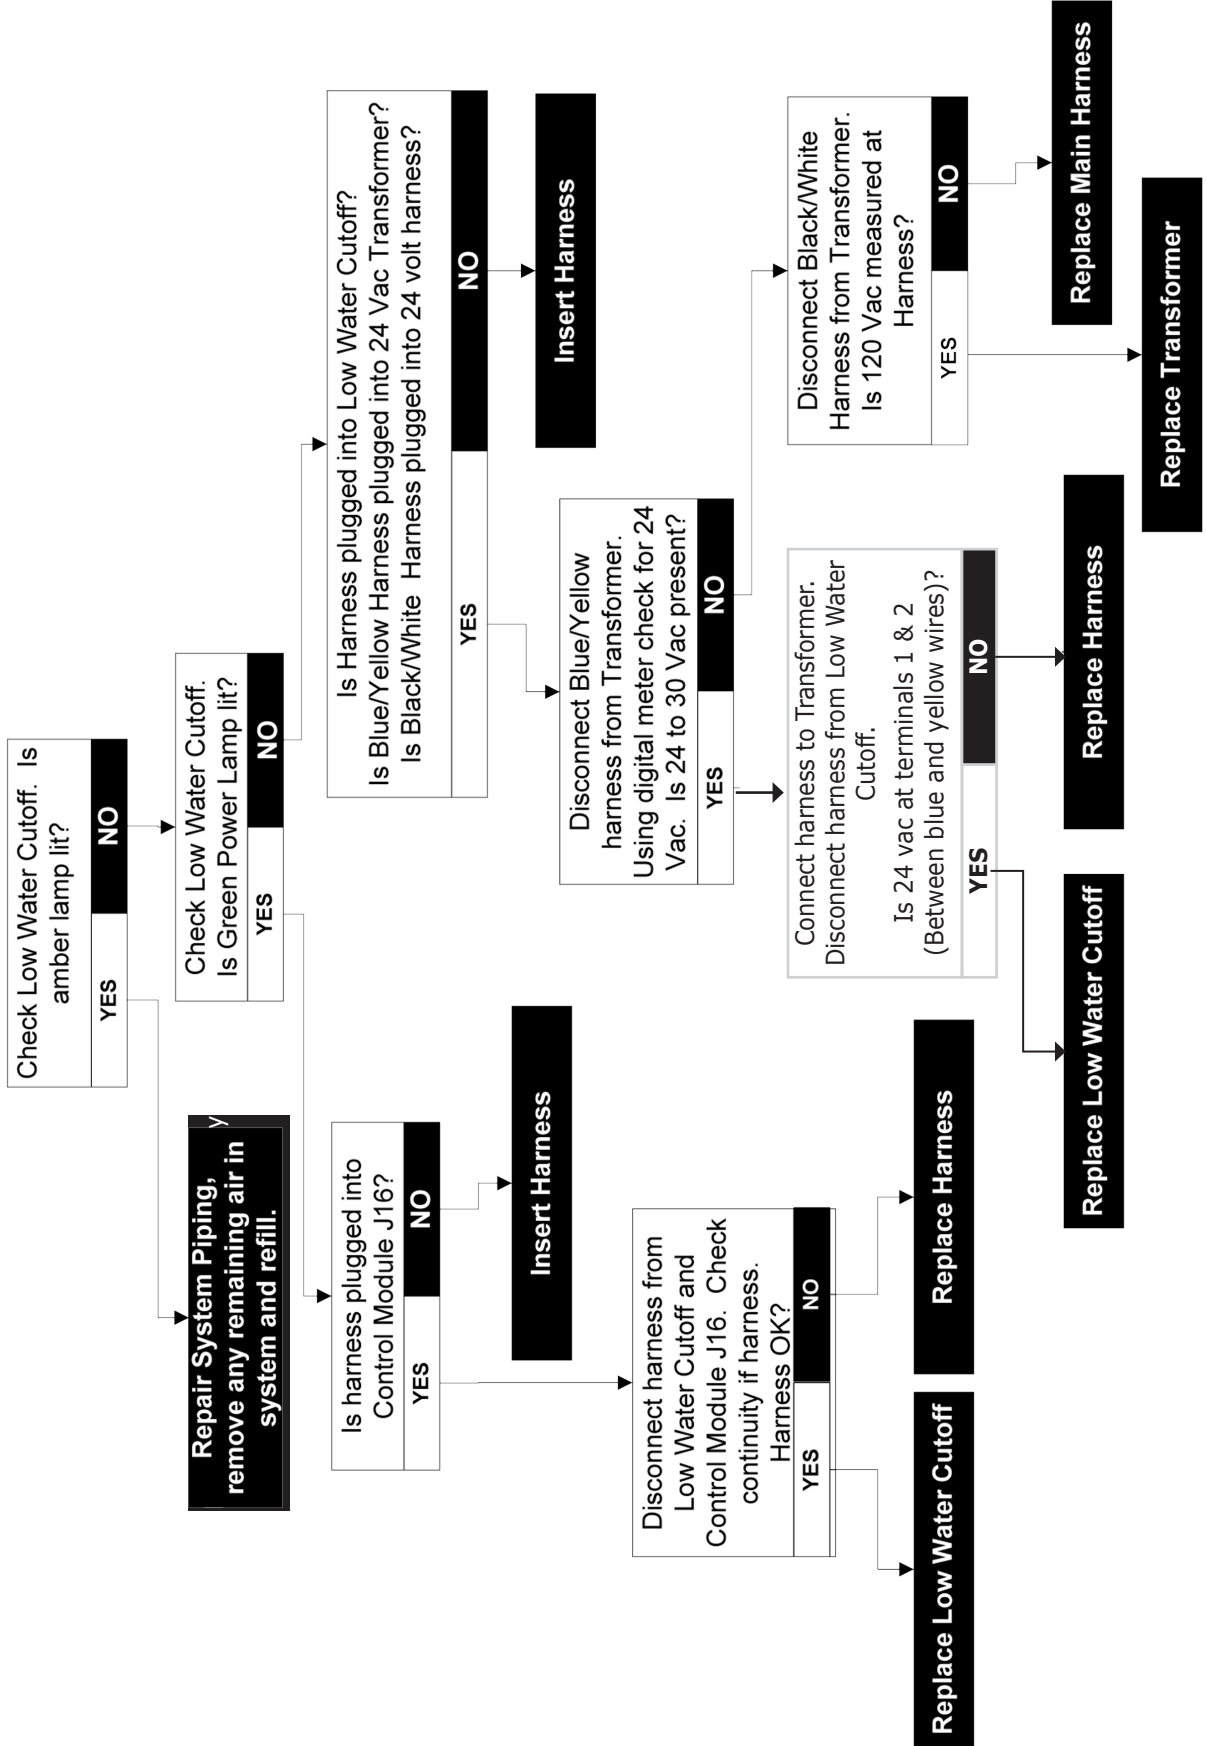 Check Low Water Cutoff.  Is
amber lamp lit?
YES
NO
Repair System Piping,
y
remove any remaining air in
system and refill.
Check Low Water Cutoff.
Is Green Power Lamp lit?
YES
NO
Is harness plugged into
Control Module J16?
YES
NO
Insert Harness
Is Harness plugged into Low Water Cutoff?
Is Blue/Yellow Harness plugged into 24 Vac Transformer?
Is Black/White  Harness plugged into 24 volt harness?
YES
NO
Insert Harness
Disconnect harness from
Low Water Cutoff and
Control Module J16.  Check
continuity if harness.
Harness OK?
YES
NO
Replace Low Water Cutoff
Replace Harness
Disconnect Blue/Yellow
harness from Transformer.
Using digital meter check for 24
Vac.  Is 24 to 30 Vac present?
YES
NO
Connect harness to Transformer.
Disconnect harness from Low Water
Cutoff.
Is 24 vac at terminals 1 & 2
(Between blue and yellow wires)?
YES
NO
Replace Low Water Cutoff
Replace Harness
Disconnect Black/White
Harness from Transformer.
Is 120 Vac measured at
Harness?
YES
NO
Replace Transformer
Replace Main Harness